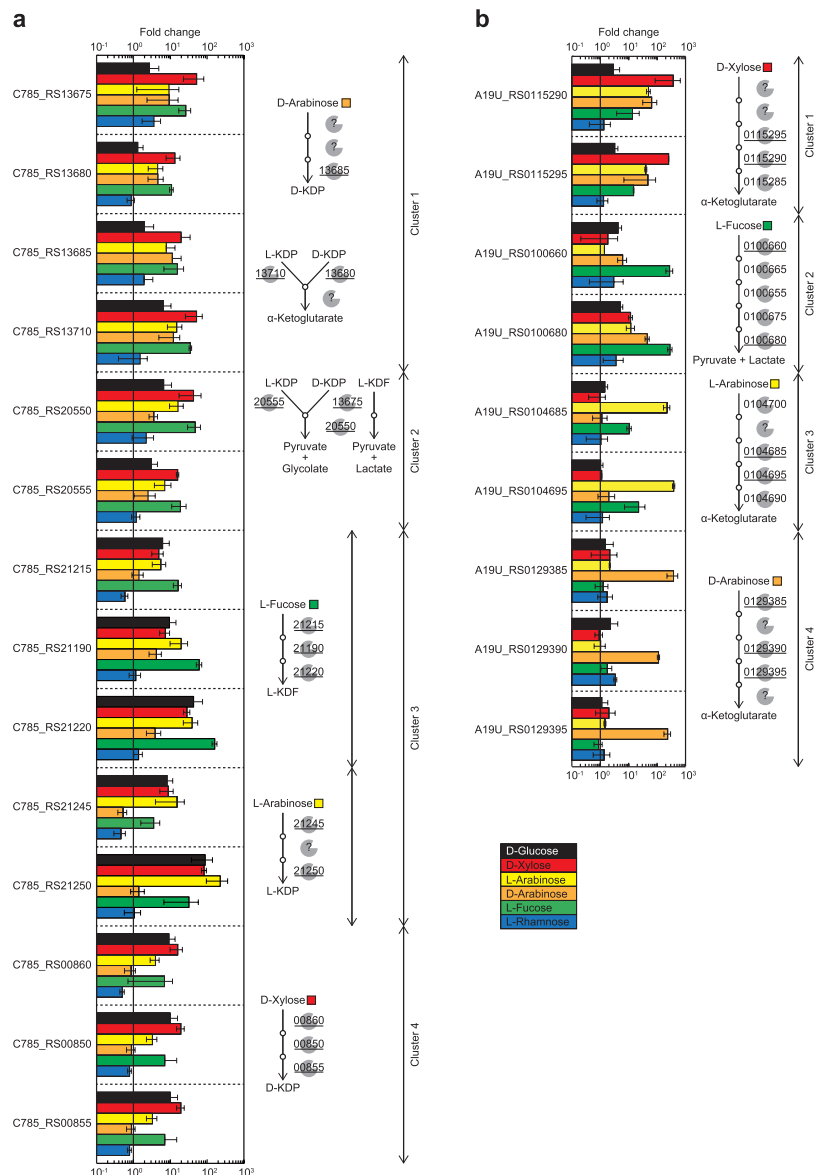 a
Fold change
10-1 100 101 102 103
C785_RS13675
C785_RS13680
C785_RS13685
C785_RS13710
C785_RS20550
C785_RS20555
C785_RS21215
C785_RS21190
C785_RS21220
C785_RS21245
C785_RS21250
C785_RS00860
C785_RS00850
C785_RS00855
10-1 100 101 102 103
D-Arabinose
?
?
13685
D-KDP
L-KDP D-KDP
13710 13680
?
α-Ketoglutarate
Cluster 1
L-KDP D-KDP L-KDF
20555 13675
20550
Pyruvate Pyruvate
+ +
Glycolate Lactate
Cluster 2
L-Fucose
21215
21190
21220
L-KDF
L-Arabinose
21245
?
21250
L-KDP
Cluster 3
D-Xylose
00860
00850
00855
D-KDP
Cluster 4
b
Fold change
10-1 100 101 102 103
A19U_RS0115290
A19U_RS0115295
A19U_RS0100660
A19U_RS0100680
A19U_RS0104685
A19U_RS0104695
A19U_RS0129385
A19U_RS0129390
A19U_RS0129395
10-1 100 101 102 103
D-Xylose
?
?
0115295
0115290
0115285
α-Ketoglutarate
Cluster 1
L-Fucose
0100660
0100665
0100655
0100675
0100680
Pyruvate + Lactate
Cluster 2
L-Arabinose
0104700
?
0104685
0104695
0104690
α-Ketoglutarate
Cluster 3
D-Arabinose
0129385
?
0129390
0129395
?
α-Ketoglutarate
Cluster 4
D-Glucose
D-Xylose
L-Arabinose
D-Arabinose
L-Fucose
L-Rhamnose